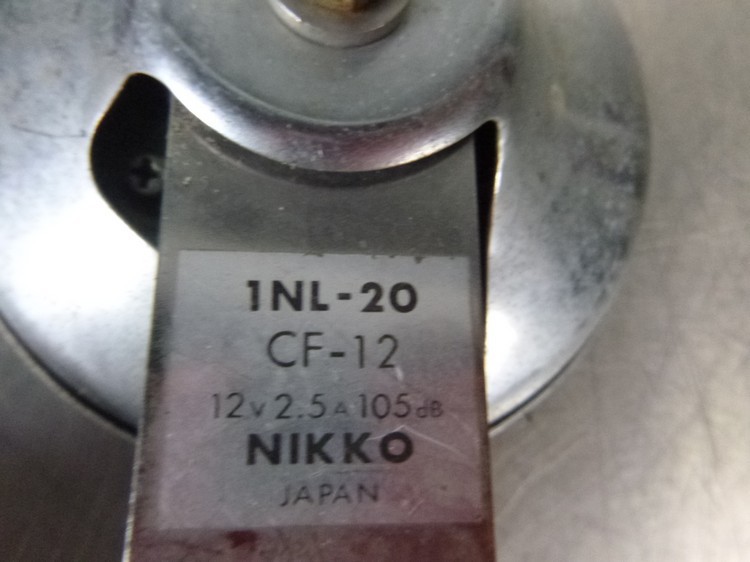 1NL-20
CF-12
12V 2.5A 105dB
NIKKO
JAPAN